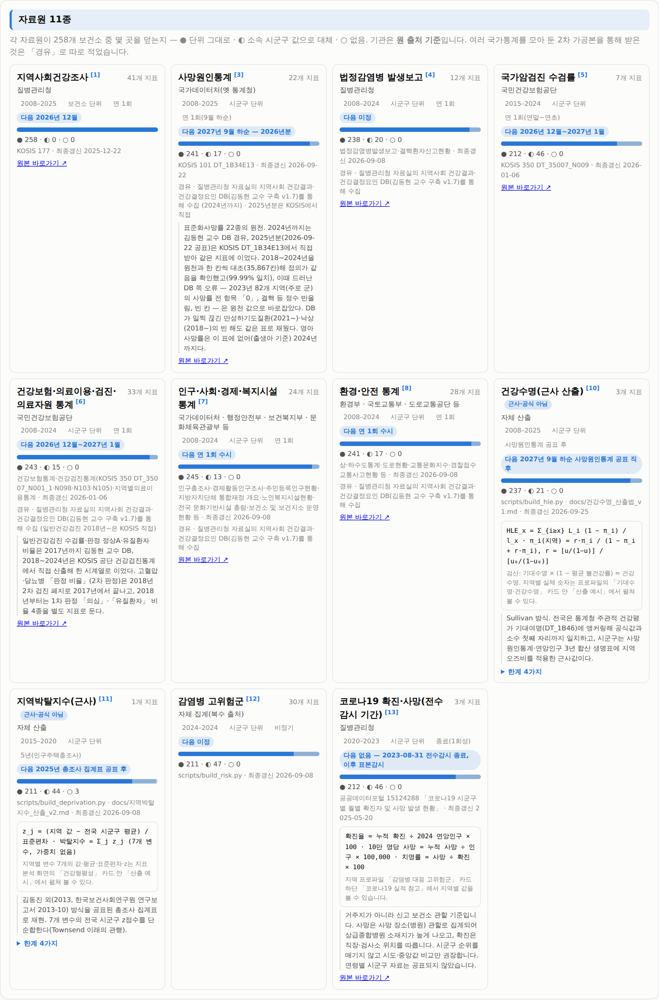 자료원 11종
각 자료원이 258개 보건소 중 몇 곳을 덮는지 — ● 단위 그대로 · ◐ 소속 시군구 값으로 대체 · ○ 없음. 기관은 원 출처 기준입니다. 여러 국가통계를 모아 둔 2차 가공본을 통해 받은
것은 「경유」로 따로 적었습니다.
지역사회건강조사 [1] 41개 지표
질병관리청
2008–2025 보건소 단위 연 1회
다음 2026년 12월
● 258 · ◐ 0 · ○ 0
KOSIS 177 · 최종갱신 2025-12-22
원본 바로가기 ↗
사망원인통계 [3] 22개 지표
국가데이터처(옛 통계청)
2008–2025 시군구 단위
연 1회(9월 하순)
다음 2027년 9월 하순 — 2026년분
● 241 · ◐ 17 · ○ 0
KOSIS 101 DT_1B34E13 · 최종갱신 2026-09-
22
경유 · 질병관리청 자료실의 지역사회 건강결과·
건강결정요인 DB(김동현 교수 구축 v1.7)를 통
해 수집 (2024년까지) · 2025년분은 KOSIS에서
직접
표준화사망률 22종의 원천. 2024년까지는
김동현 교수 DB 경유, 2025년분(2026-09-
22 공표)은 KOSIS DT_1B34E13에서 직접
받아 같은 지표에 이었다. 2018~2024년을
원천과 한 칸씩 대조(35,867칸)해 정의가 같
음을 확인했고(99.99% 일치), 이때 드러난
DB 쪽 오류 — 2023년 82개 지역(주로 군)
의 사망률 전 항목 「0」, 결핵 등 정수 반올
림, 빈 칸 — 은 원천 값으로 바로잡았다. DB
가 일찍 끊긴 만성하기도질환(2021~)·낙상
(2018~)의 빈 해도 같은 표로 채웠다. 영아
사망률은 이 표에 없어(출생아 기준) 2024년
까지다.
원본 바로가기 ↗
법정감염병 발생보고 [4] 12개 지표
질병관리청
2008–2024 시군구 단위 연 1회
다음 미정
● 238 · ◐ 20 · ○ 0
법정감염병발생보고·결핵환자신고현황 · 최종갱
신 2026-09-08
경유 · 질병관리청 자료실의 지역사회 건강결과·
건강결정요인 DB(김동현 교수 구축 v1.7)를 통
해 수집
원본 바로가기 ↗
국가암검진 수검률 [5] 7개 지표
국민건강보험공단
2015–2024 시군구 단위
연 1회(연말~연초)
다음 2026년 12월~2027년 1월
● 212 · ◐ 46 · ○ 0
KOSIS 350 DT_35007_N009 · 최종갱신 2026-
01-06
원본 바로가기 ↗
건강보험·의료이용·검진· 33개 지표
의료자원 통계 [6]
국민건강보험공단
2008–2024 시군구 단위 연 1회
다음 2026년 12월~2027년 1월
● 243 · ◐ 15 · ○ 0
건강보험통계·건강검진통계(KOSIS 350 DT_350
07_N001_1·N098·N103·N105)·지역별의료이
용통계 · 최종갱신 2026-01-06
경유 · 질병관리청 자료실의 지역사회 건강결과·
건강결정요인 DB(김동현 교수 구축 v1.7)를 통
해 수집 (일반건강검진 2018년~은 KOSIS 직접)
일반건강검진 수검률·판정 정상A·유질환자
비율은 2017년까지 김동현 교수 DB,
2018~2024년은 KOSIS 공단 건강검진통계
에서 직접 산출해 한 시계열로 이었다. 고혈압
·당뇨병 「판정 비율」(2차 판정)은 2018년
2차 검진 폐지로 2017년에서 끝나고, 2018
년부터는 1차 판정 「의심」·「유질환자」 비
율 4종을 별도 지표로 둔다.
원본 바로가기 ↗
인구·사회·경제·복지시설 24개 지표
통계 [7]
국가데이터처 · 행정안전부 · 보건복지부 · 문
화체육관광부 등
2008–2024 시군구 단위 연 1회
다음 연 1회 수시
● 245 · ◐ 13 · ○ 0
인구총조사·경제활동인구조사·주민등록인구현황·
지방자치단체 통합재정 개요·노인복지시설현황·
전국 문화기반시설 총람·보건소 및 보건지소 운영
현황 등 · 최종갱신 2026-09-08
경유 · 질병관리청 자료실의 지역사회 건강결과·
건강결정요인 DB(김동현 교수 구축 v1.7)를 통
해 수집
원본 바로가기 ↗
환경·안전 통계 [8] 28개 지표
환경부 · 국토교통부 · 도로교통공단 등
2008–2024 시군구 단위 연 1회
다음 연 1회 수시
● 241 · ◐ 17 · ○ 0
상·하수도통계·도로현황·교통문화지수·경찰접수
교통사고현황 등 · 최종갱신 2026-09-08
경유 · 질병관리청 자료실의 지역사회 건강결과·
건강결정요인 DB(김동현 교수 구축 v1.7)를 통
해 수집
원본 바로가기 ↗
건강수명(근사 산출) [10] 3개 지표
근사·공식 아님
자체 산출
2008–2025 시군구 단위
사망원인통계 공표 후
다음 2027년 9월 하순 사망원인통계 공표 직
후
● 237 · ◐ 21 · ○ 0
scripts/build_hle.py · docs/건강수명_산출법_v
1.md · 최종갱신 2026-09-25
HLE_x = Σ_{i≥x} L_i (1 − π_i) /
l_x · π_i(지역) = r·π_i / (1 − π_i
+ r·π_i), r = [u/(1−u)] /
[u₀/(1−u₀)]
검산: 기대수명 × (1 − 평균 불건강률) ≈ 건강
수명. 지역별 실제 숫자는 프로파일의 「기대수
명·건강수명」 카드 안 「산출 예시」에서 펼쳐
볼 수 있다.
Sullivan 방식. 전국은 통계청 주관적 건강평
가 기대여명(DT_1B46)에 앵커링해 공식값과
소수 첫째 자리까지 일치하고, 시군구는 사망
원인통계·연앙인구 3년 합산 생명표에 지역
오즈비를 적용한 근사값이다.
▶ 한계 4가지
지역박탈지수(근사) [11] 1개 지표
근사·공식 아님
자체 산출
2015–2020 시군구 단위
5년(인구주택총조사)
다음 2025년 총조사 집계표 공표 후
● 211 · ◐ 44 · ○ 3
scripts/build_deprivation.py · docs/지역박탈
지수_산출_v2.md · 최종갱신 2026-09-08
z_j = (지역 값 − 전국 시군구 평균) /
표준편차 · 박탈지수 = Σ_j z_j (7개 변
수, 가중치 없음)
지역별 변수 7개의 값·평균·표준편차·z는 지표
분석 화면의 「건강형평성」 카드 안 「산출 예
시」에서 펼쳐 볼 수 있다.
김동진 외(2013, 한국보건사회연구원 연구보
고서 2013-10) 방식을 공표된 총조사 집계표
로 재현. 7개 변수의 전국 시군구 z점수를 단
순합한다(Townsend 이래의 관행).
▶ 한계 4가지
감염병 고위험군 [12] 30개 지표
자체 집계(복수 출처)
2024–2024 시군구 단위 비정기
다음 미정
● 211 · ◐ 47 · ○ 0
scripts/build_risk.py · 최종갱신 2026-09-08
코로나19 확진·사망(전수 3개 지표
감시 기간) [13]
질병관리청
2020–2023 시군구 단위 종료(1회성)
다음 없음 — 2023-08-31 전수감시 종료,
이후 표본감시
● 212 · ◐ 46 · ○ 0
공공데이터포털 15124288 「코로나19 시군구
별 월별 확진자 및 사망 발생 현황」 · 최종갱신 2
025-05-20
확진율 = 누적 확진 ÷ 2024 연앙인구 ×
100 · 10만 명당 사망 = 누적 사망 ÷ 인
구 × 100,000 · 치명률 = 사망 ÷ 확진
× 100
지역 프로파일 「감염병 대응 고위험군」 카드
하단 「코로나19 실적 참고」에서 지역별 값을
볼 수 있습니다.
거주지가 아니라 신고 보건소 관할 기준입니
다. 사망은 사망 장소(병원) 관할로 집계되어
상급종합병원 소재지가 높게 나오고, 확진은
직장·검사소 위치를 따릅니다. 시군구 순위를
매기지 않고 시도·중앙값 비교만 권장합니다.
연령별 시군구 자료는 공표되지 않았습니다.
원본 바로가기 ↗